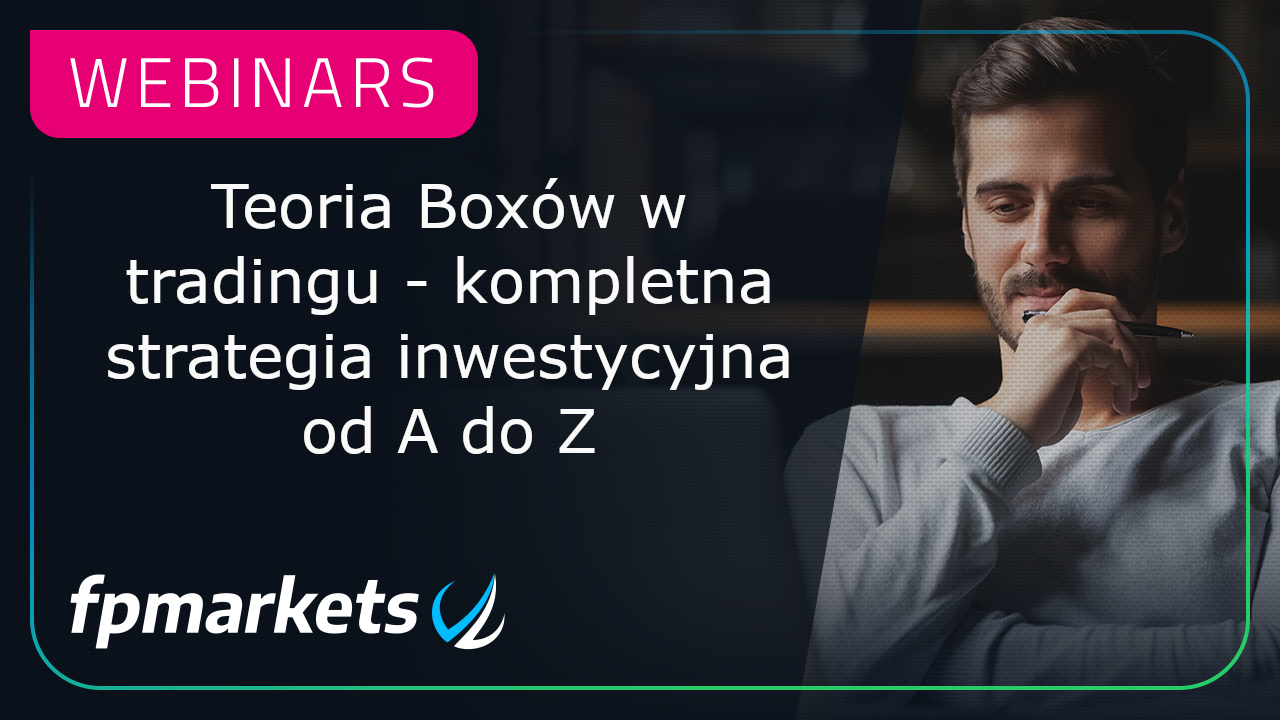 WEBINARS
Teoria Boxów w
tradingu - kompletna
strategia inwestycyjna
od A do Z
fpmarkets